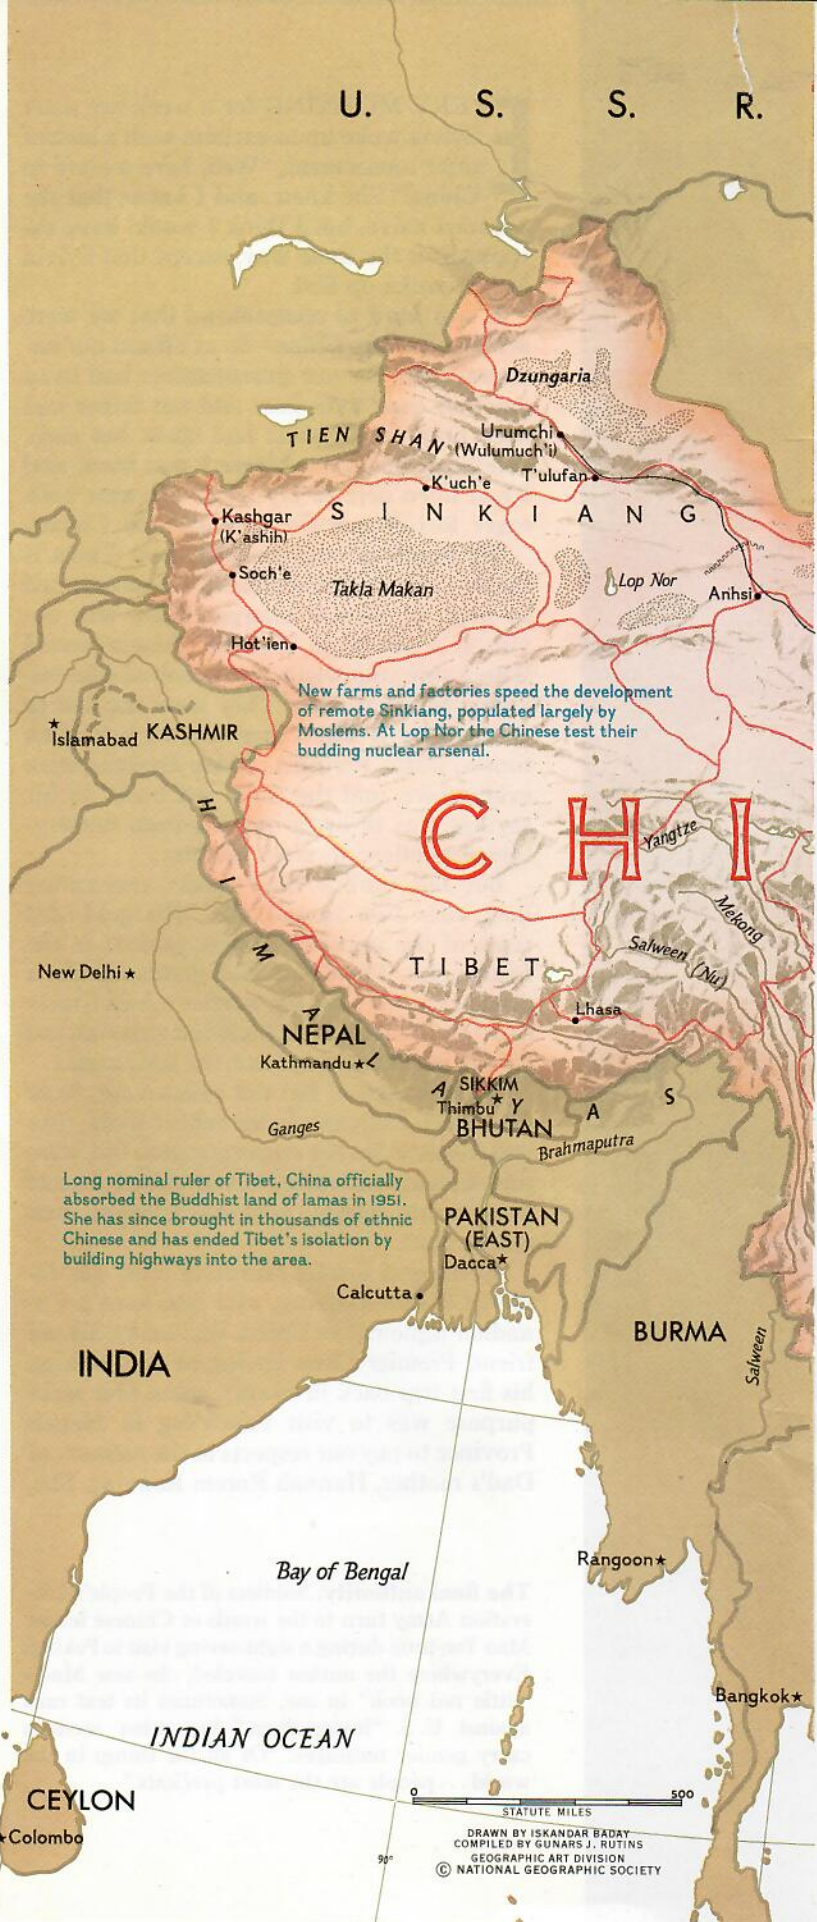 U. S. S. R.
Dzungaria
TIEN SHAN
Urumchi
(Wulumuch'i)
K'uch'e
T'ulufan
SINKIANG
Kashgar
(K'ashih)
Soch'e
Takla Makan
Lop Nor
Anhsi
Hot'ien
New farms and factories speed the development
of remote Sinkiang, populated largely by
Moslems. At Lop Nor the Chinese test their
budding nuclear arsenal.
Islamabad
KASHMIR
CHI
Yangtze
Mekong
Salween (Nu)
HIMALAYAS
New Delhi
TIBET
Lhasa
NEPAL
Kathmandu
SIKKIM
Thimbu
BHUTAN
Ganges
Brahmaputra
Long nominal ruler of Tibet, China officially
absorbed the Buddhist land of lamas in 1951.
She has since brought in thousands of ethnic
Chinese and has ended Tibet's isolation by
building highways into the area.
PAKISTAN
(EAST)
Dacca
Calcutta
INDIA
BURMA
Salween
Bay of Bengal
Rangoon
Bangkok
INDIAN OCEAN
CEYLON
Colombo
0 500
STATUTE MILES
DRAWN BY ISKANDAR BADAY
COMPILED BY GUNARS J. RUTINS
GEOGRAPHIC ART DIVISION
© NATIONAL GEOGRAPHIC SOCIETY
90°